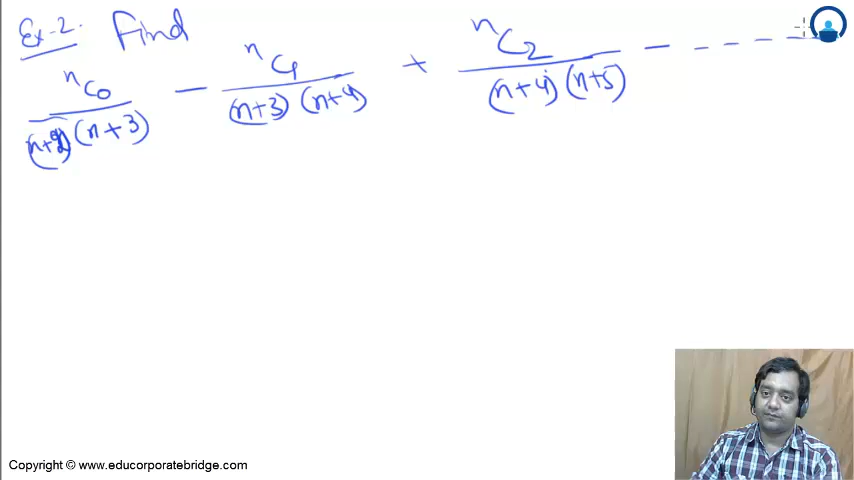 Ex-2. Find
nC0 / (n+2)(n+3) − nC1 / (n+3)(n+4) + nC2 / (n+4)(n+5) − - - - -
Copyright © www.educorporatebridge.com